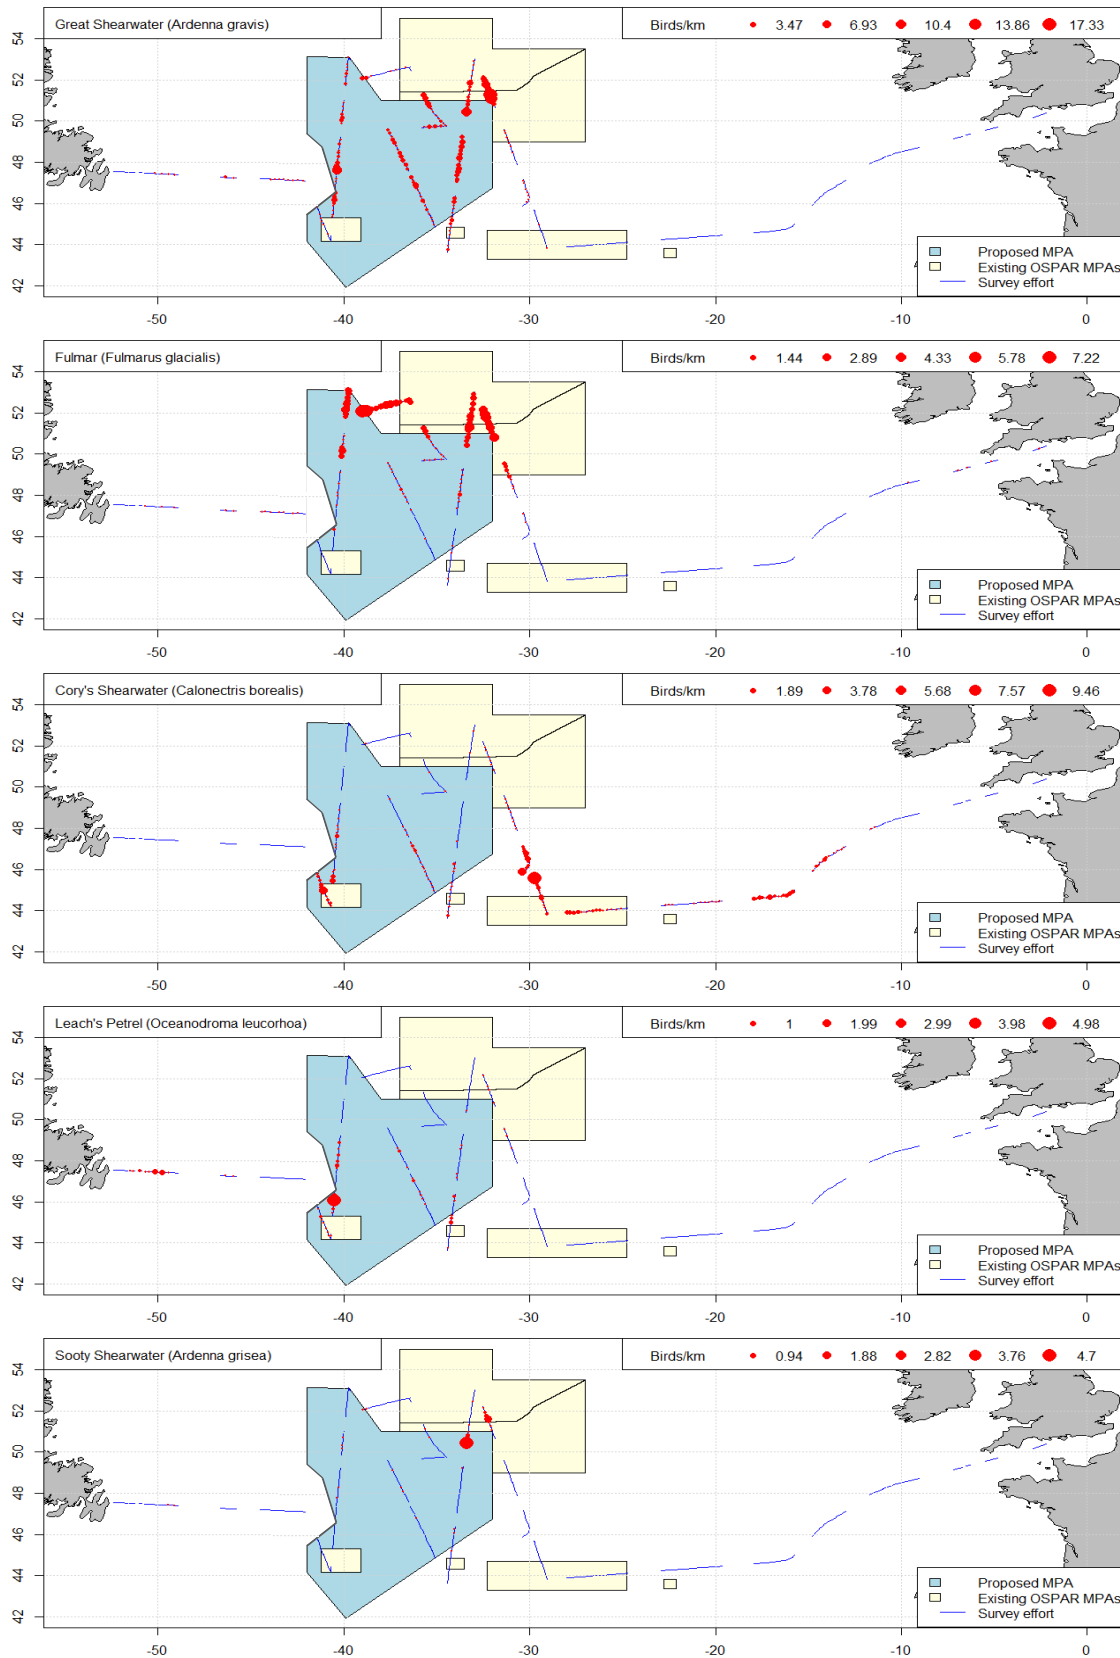 Great Shearwater (Ardenna gravis)
Birds/km 3.47 6.93 10.4 13.86 17.33
54
52
50
48
46
44
42
Proposed MPA
Existing OSPAR MPAs
Survey effort
-50 -40 -30 -20 -10 0
Fulmar (Fulmarus glacialis)
Birds/km 1.44 2.89 4.33 5.78 7.22
54
52
50
48
46
44
42
Proposed MPA
Existing OSPAR MPAs
Survey effort
-50 -40 -30 -20 -10 0
Cory's Shearwater (Calonectris borealis)
Birds/km 1.89 3.78 5.68 7.57 9.46
54
52
50
48
46
44
42
Proposed MPA
Existing OSPAR MPAs
Survey effort
-50 -40 -30 -20 -10 0
Leach's Petrel (Oceanodroma leucorhoa)
Birds/km 1 1.99 2.99 3.98 4.98
54
52
50
48
46
44
42
Proposed MPA
Existing OSPAR MPAs
Survey effort
-50 -40 -30 -20 -10 0
Sooty Shearwater (Ardenna grisea)
Birds/km 0.94 1.88 2.82 3.76 4.7
54
52
50
48
46
44
42
Proposed MPA
Existing OSPAR MPAs
Survey effort
-50 -40 -30 -20 -10 0